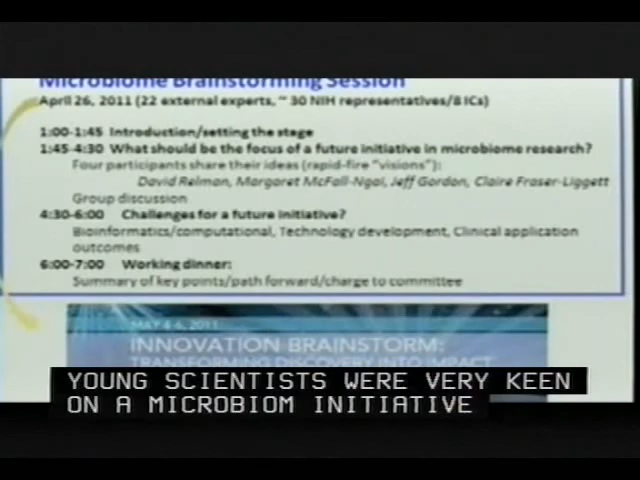 Microbiome Brainstorming Session
April 26, 2011 (22 external experts, ~ 30 NIH representatives/8 ICs)
1:00-1:45 Introduction/setting the stage
1:45-4:30 What should be the focus of a future initiative in microbiome research?
Four participants share their ideas (rapid-fire "visions"):
David Relman, Margaret McFall-Ngai, Jeff Gordon, Claire Fraser-Liggett
Group discussion
4:30-6:00 Challenges for a future initiative?
Bioinformatics/computational, Technology development, Clinical application
outcomes
6:00-7:00 Working dinner:
Summary of key points/path forward/charge to committee
MAY 4-6, 2011
INNOVATION BRAINSTORM:
TRANSFORMING DISCOVERY INTO IMPACT
YOUNG SCIENTISTS WERE VERY KEEN
ON A MICROBIOM INITIATIVE